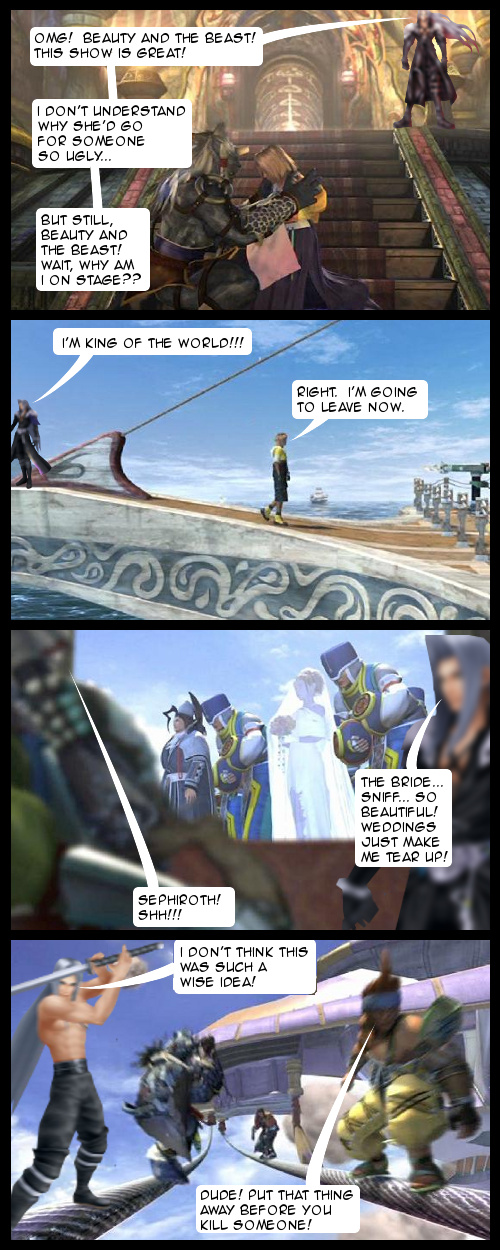 OMG! BEAUTY AND THE BEAST!
THIS SHOW IS GREAT!
I DON'T UNDERSTAND
WHY SHE'D GO
FOR SOMEONE
SO UGLY...
BUT STILL,
BEAUTY AND
THE BEAST!
WAIT, WHY AM
I ON STAGE??
I'M KING OF THE WORLD!!!
RIGHT. I'M GOING
TO LEAVE NOW.
THE BRIDE...
SNIFF... SO
BEAUTIFUL!
WEDDINGS
JUST MAKE
ME TEAR UP!
SEPHIROTH!
SHH!!!
I DON'T THINK THIS
WAS SUCH A
WISE IDEA!
DUDE! PUT THAT THING
AWAY BEFORE YOU
KILL SOMEONE!